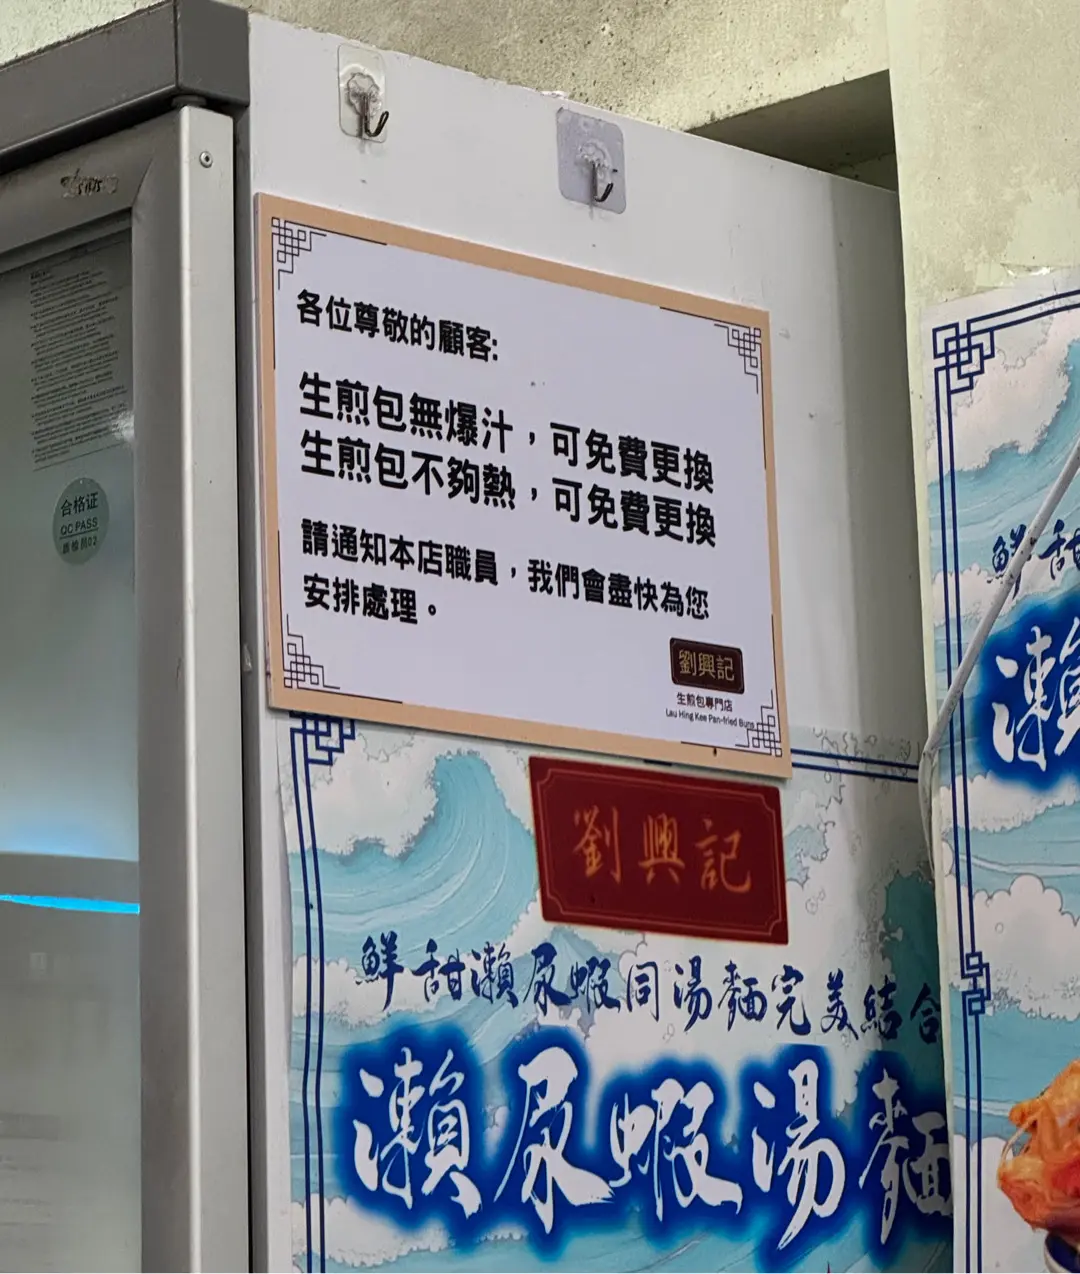 各位尊敬的顧客:
生煎包無爆汁，可免費更換
生煎包不夠熱，可免費更換
請通知本店職員，我們會盡快為您
安排處理。
劉興記
生煎包專門店
Lau Hing Kee Pan-fried Buns
劉興記
鮮甜瀨尿蝦同湯麵完美結合
瀨尿蝦湯麵
合格证
QC PASS
鮮甜
瀨